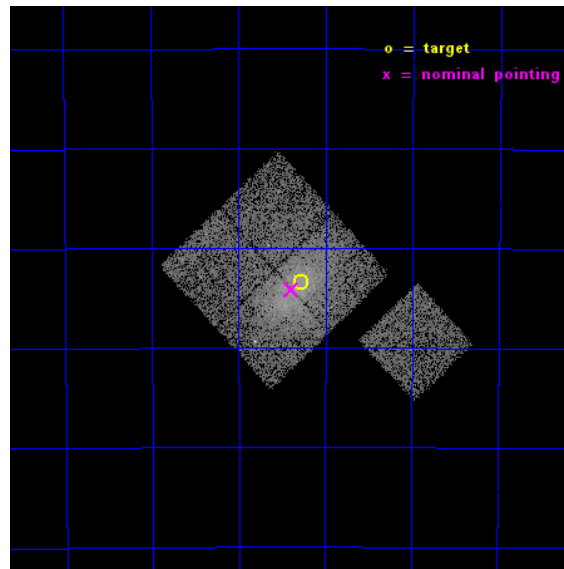 o = target
x = nominal pointing